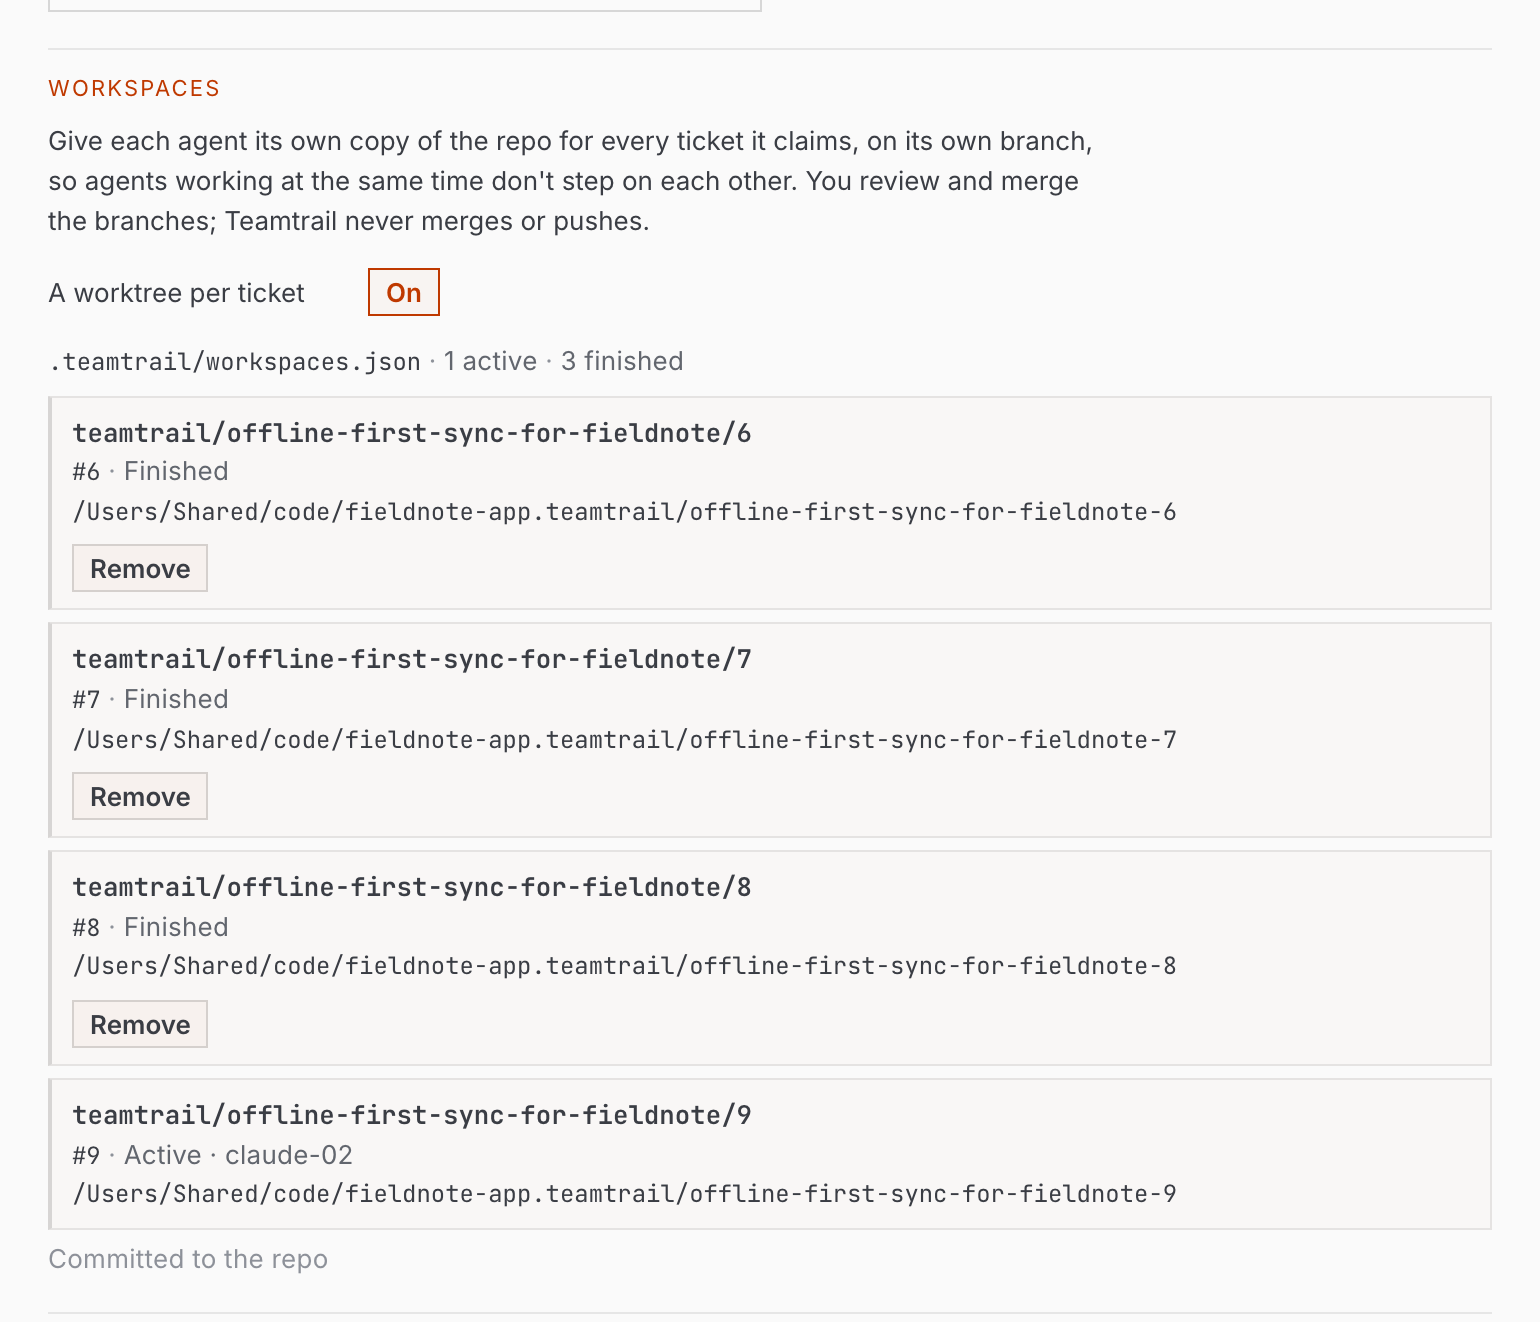 WORKSPACES
Give each agent its own copy of the repo for every ticket it claims, on its own branch,
so agents working at the same time don't step on each other. You review and merge
the branches; Teamtrail never merges or pushes.
A worktree per ticket On
.teamtrail/workspaces.json · 1 active · 3 finished
teamtrail/offline-first-sync-for-fieldnote/6
#6 · Finished
/Users/Shared/code/fieldnote-app.teamtrail/offline-first-sync-for-fieldnote-6
Remove
teamtrail/offline-first-sync-for-fieldnote/7
#7 · Finished
/Users/Shared/code/fieldnote-app.teamtrail/offline-first-sync-for-fieldnote-7
Remove
teamtrail/offline-first-sync-for-fieldnote/8
#8 · Finished
/Users/Shared/code/fieldnote-app.teamtrail/offline-first-sync-for-fieldnote-8
Remove
teamtrail/offline-first-sync-for-fieldnote/9
#9 · Active · claude-02
/Users/Shared/code/fieldnote-app.teamtrail/offline-first-sync-for-fieldnote-9
Committed to the repo